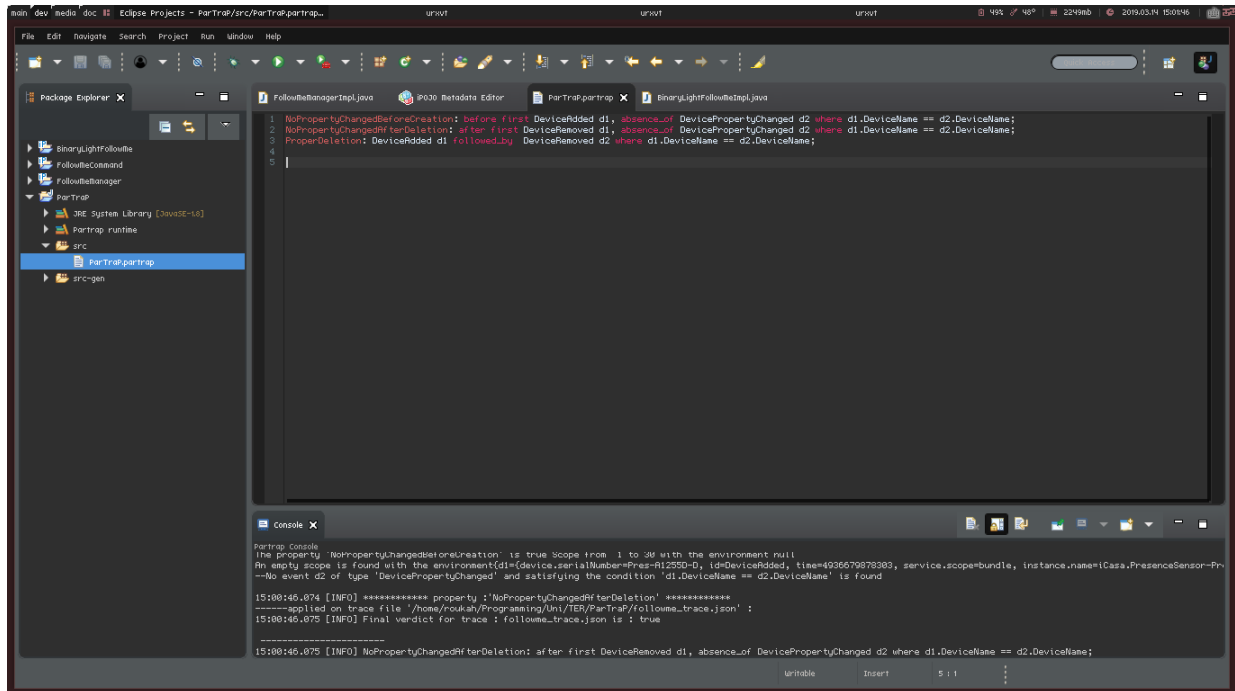 main dev media doc Eclipse Projects - ParTraP/src/ParTraP.partrap… urxvt urxvt urxvt 49% 48° 2249mb 2019.03.14 15:01:46
File Edit Navigate Search Project Run Window Help
Package Explorer
FollowMeManagerImpl.java iPOJO Metadata Editor ParTraP.partrap BinaryLightFollowMeImpl.java
BinaryLightFollowMe
FollowMeCommand
FollowMeManager
ParTraP
JRE System Library [JavaSE-1.8]
Partrap runtime
src
ParTraP.partrap
src-gen
1 NoPropertyChangedBeforeCreation: before first DeviceAdded d1, absence_of DevicePropertyChanged d2 where d1.DeviceName == d2.DeviceName;
2 NoPropertyChangedAfterDeletion: after first DeviceRemoved d1, absence_of DevicePropertyChanged d2 where d1.DeviceName == d2.DeviceName;
3 ProperDeletion: DeviceAdded d1 followed_by DeviceRemoved d2 where d1.DeviceName == d2.DeviceName;
4
5
Console
Partrap Console
The property 'NoPropertyChangedBeforeCreation' is true Scope from 1 to 30 with the environment null
An empty scope is found with the environment{d1={device.serialNumber=Pres-A1255D-D, id=DeviceAdded, time=4936679878303, service.scope=bundle, instance.name=iCasa.PresenceSensor-Pr
--No event d2 of type 'DevicePropertyChanged' and satisfying the condition 'd1.DeviceName == d2.DeviceName' is found
15:00:46.074 [INFO] ************ property :'NoPropertyChangedAfterDeletion' ************
------applied on trace file '/home/roukah/Programming/Uni/TER/ParTraP/followme_trace.json' :
15:00:46.075 [INFO] Final verdict for trace : followme_trace.json is : true
------------------------
15:00:46.075 [INFO] NoPropertyChangedAfterDeletion: after first DeviceRemoved d1, absence_of DevicePropertyChanged d2 where d1.DeviceName == d2.DeviceName;
Writable Insert 5 : 1